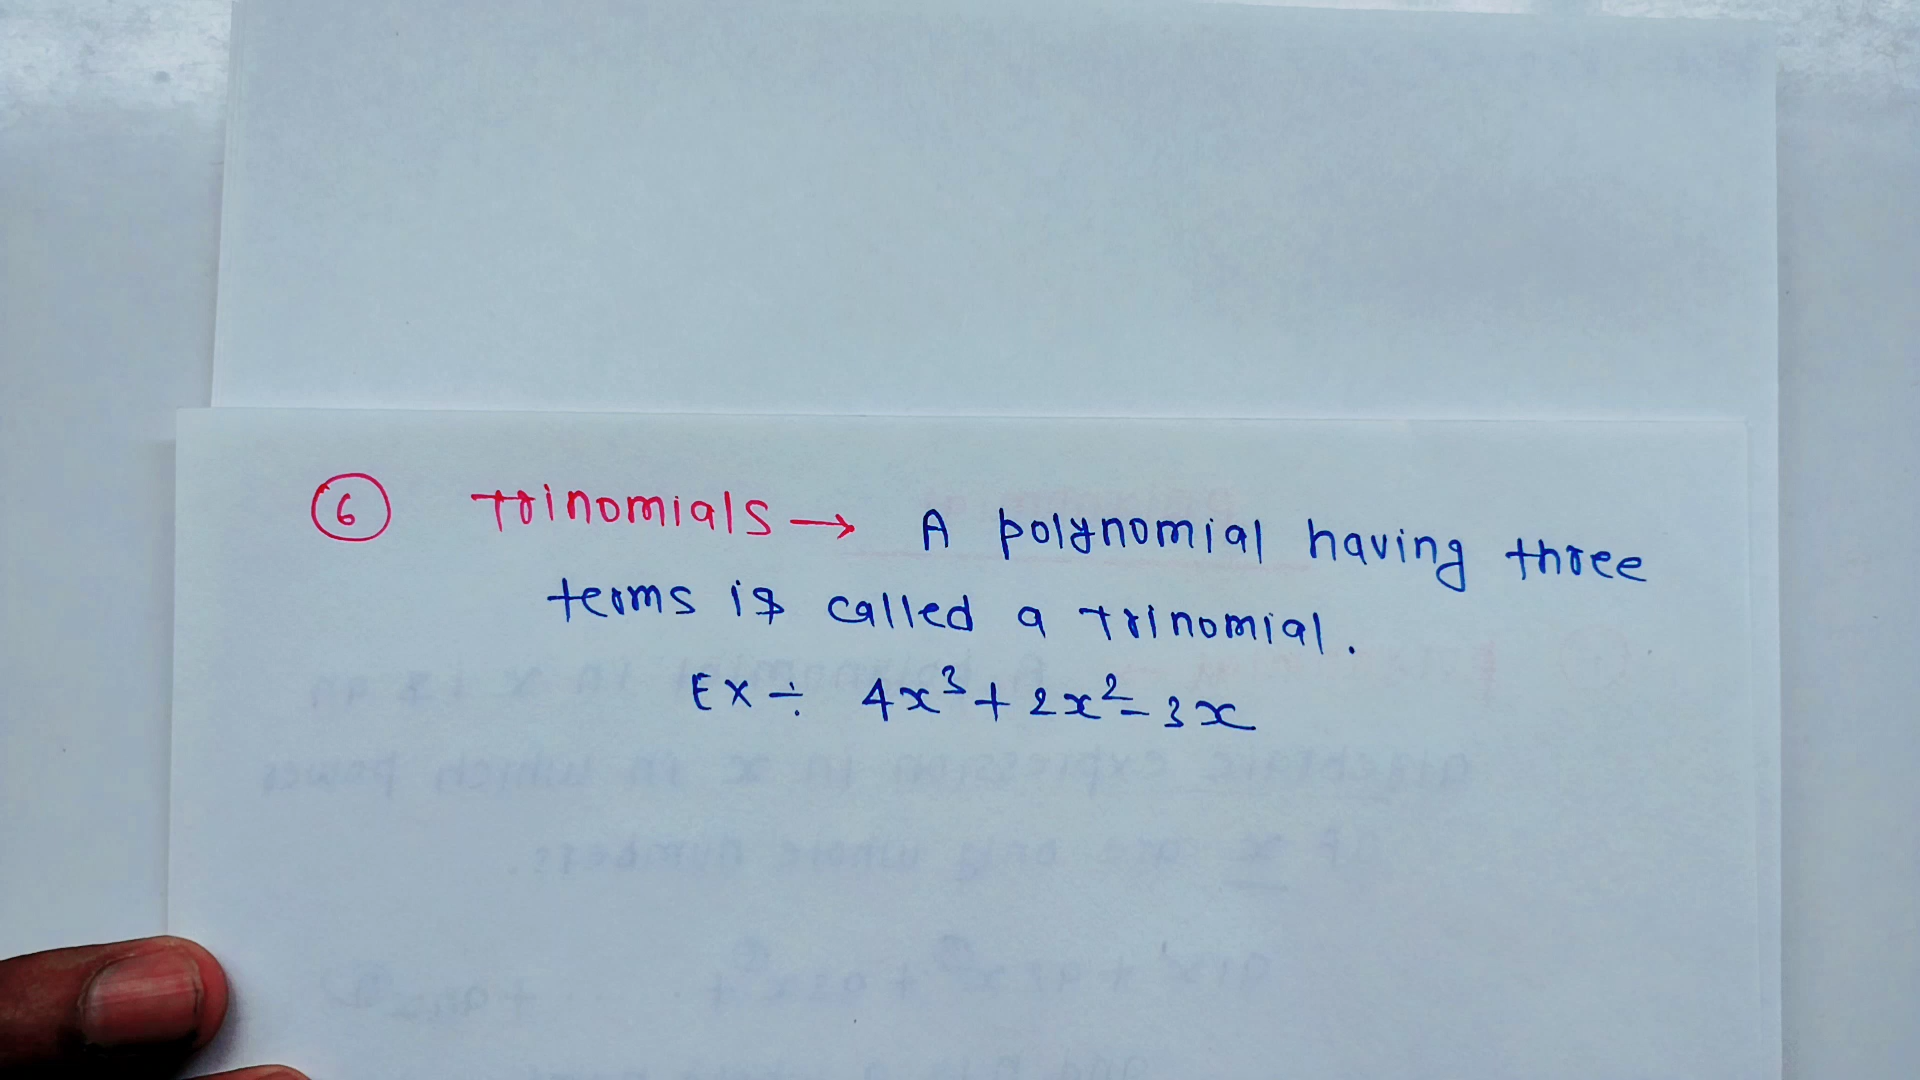 6 Trinomials → A polynomial having three
terms is called a trinomial.
Ex ÷ 4x³ + 2x² - 3x